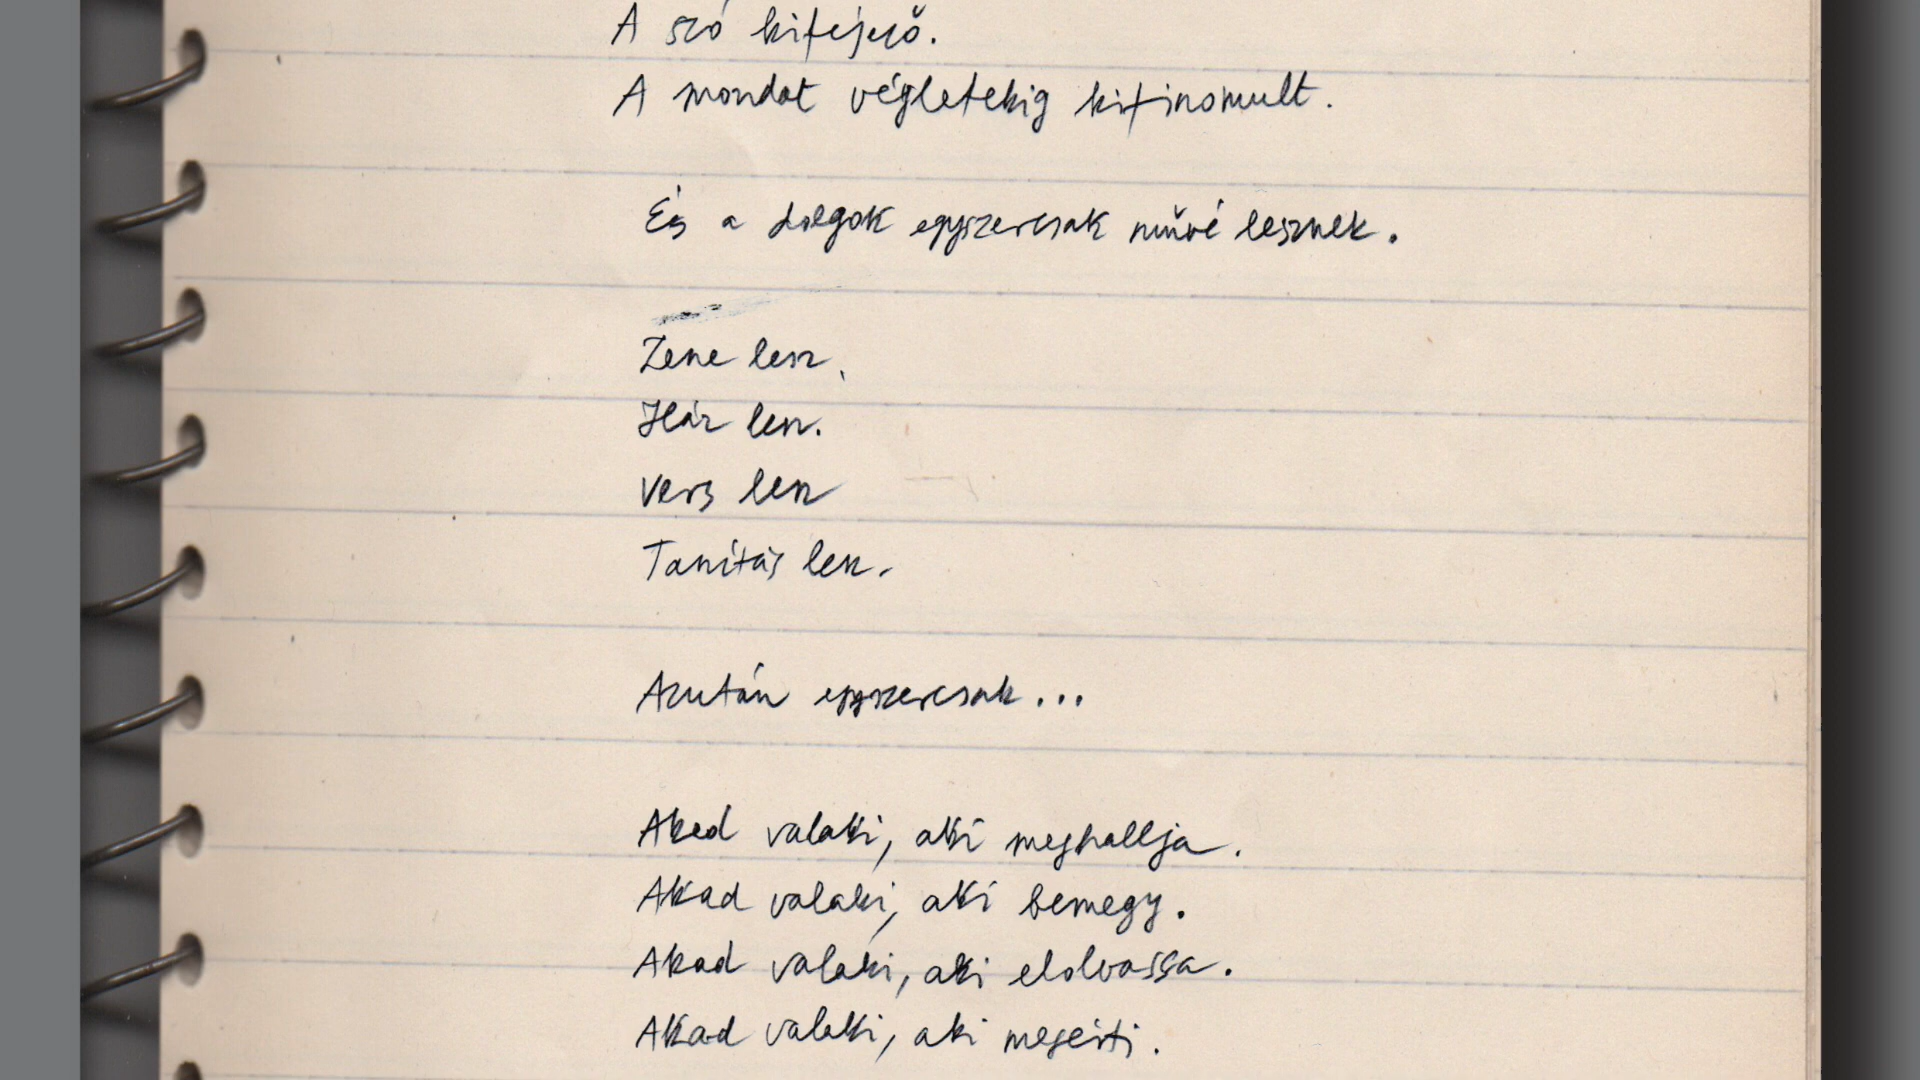 A szó kifejező.
A mondat végletekig kifinomult.
És a dolgok egyszercsak művé lesznek.
Zene lesz.
Ház lesz.
Vers lesz
Tanítás lesz.
Azután egyszercsak...
Akad valaki, aki meghallja.
Akad valaki, aki bemegy.
Akad valaki, aki elolvassa.
Akad valaki, aki megérti.